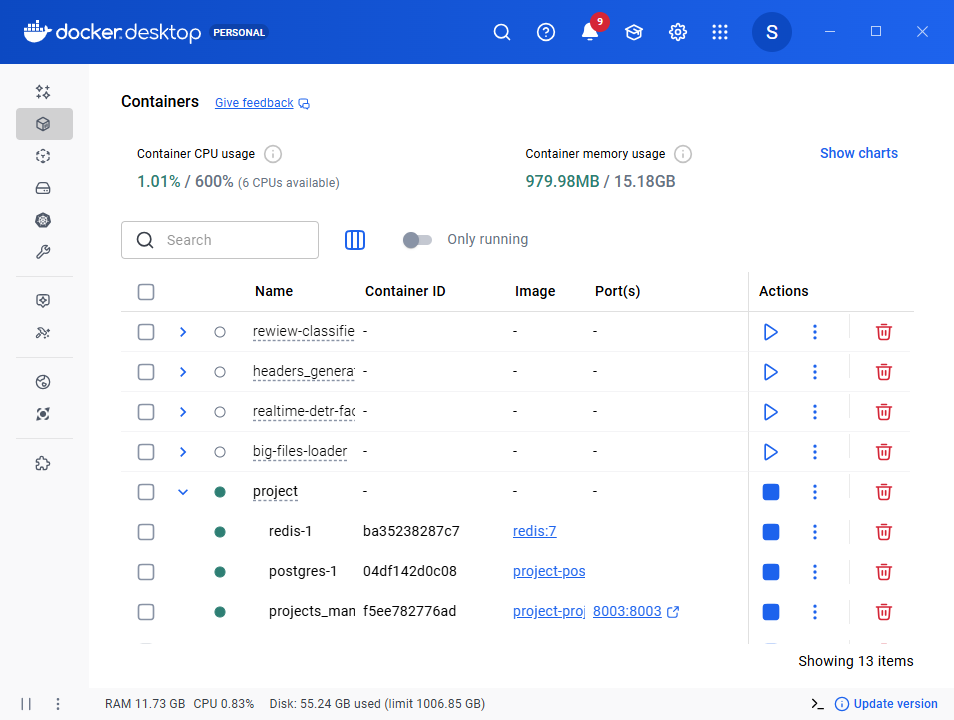 docker.desktop PERSONAL 9 S
Containers Give feedback
Container CPU usage Container memory usage Show charts
1.01% / 600% (6 CPUs available) 979.98MB / 15.18GB
Search Only running
Name Container ID Image Port(s) Actions
rewiew-classifie - - -
headers_genera - - -
realtime-detr-fac - - -
big-files-loader - - -
project - - -
redis-1 ba35238287c7 redis:7
postgres-1 04df142d0c08 project-pos
projects_man f5ee782776ad project-proj 8003:8003
Showing 13 items
RAM 11.73 GB CPU 0.83% Disk: 55.24 GB used (limit 1006.85 GB) Update version